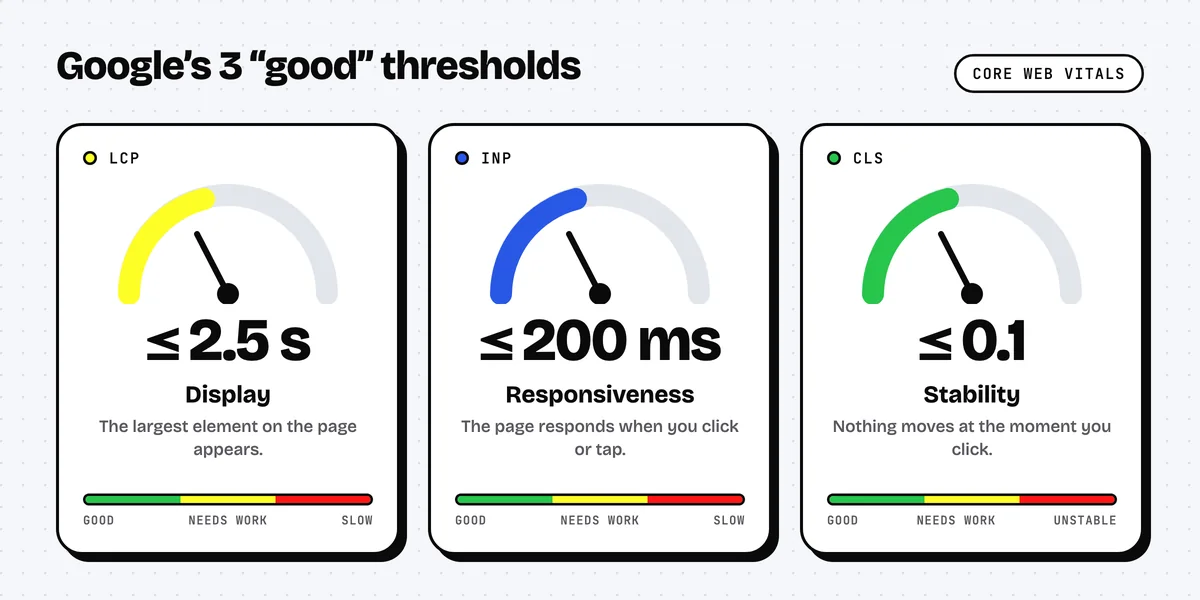 Google’s 3 “good” thresholds
CORE WEB VITALS
LCP
≤ 2.5 s
Display
The largest element on the page
appears.
GOOD NEEDS WORK SLOW
INP
≤ 200 ms
Responsiveness
The page responds when you click
or tap.
GOOD NEEDS WORK SLOW
CLS
≤ 0.1
Stability
Nothing moves at the moment you
click.
GOOD NEEDS WORK UNSTABLE